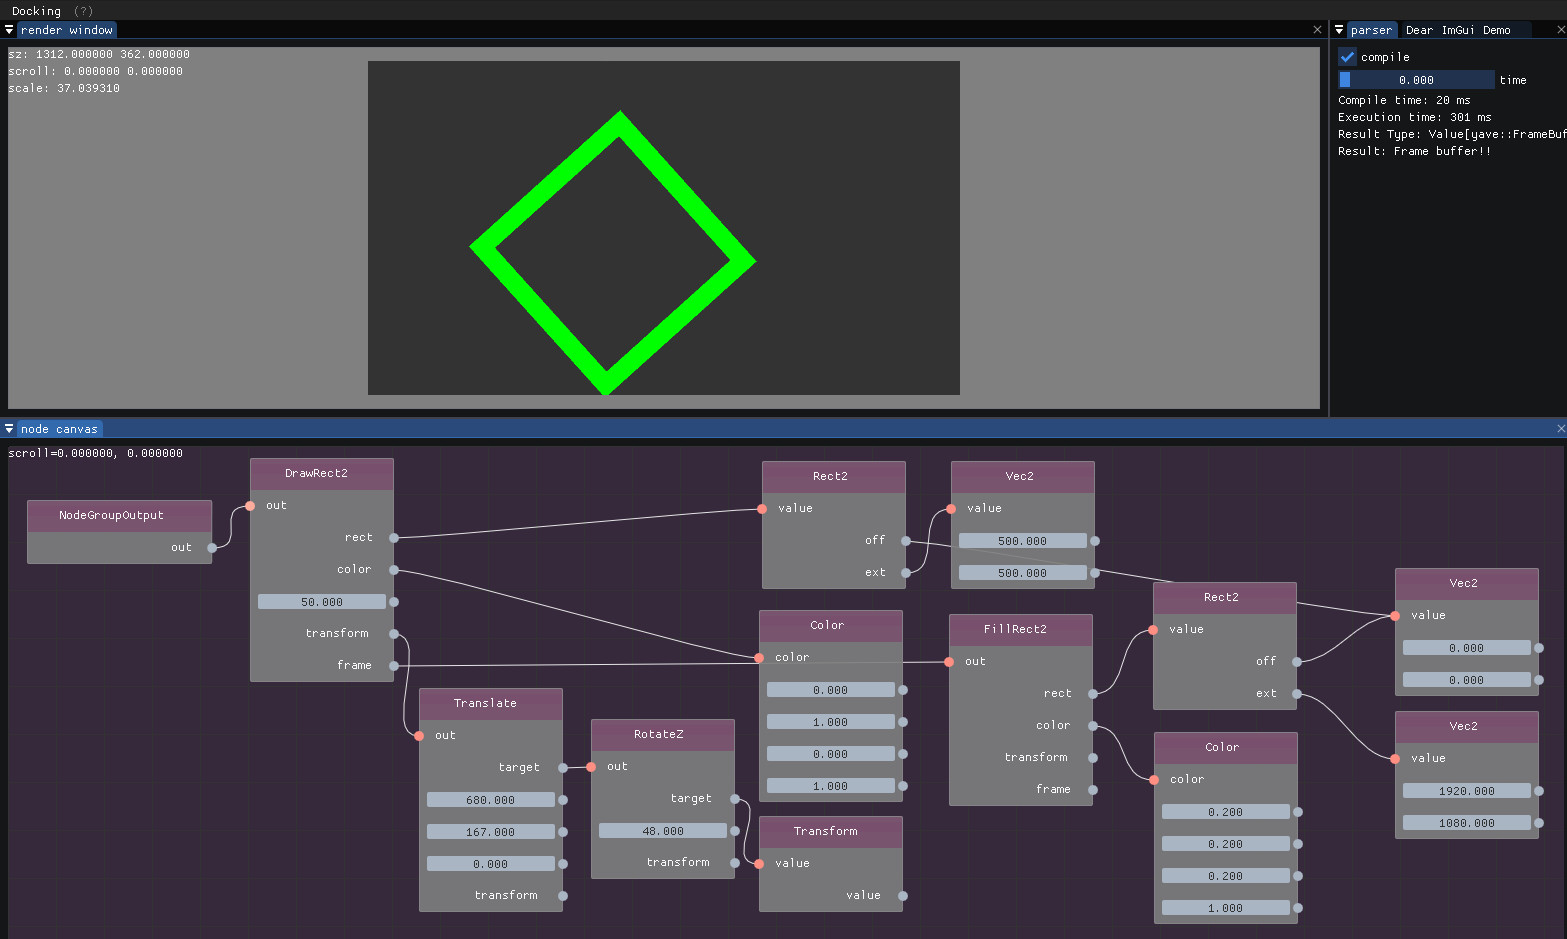 Docking (?)
render window
sz: 1312.000000 362.000000
scroll: 0.000000 0.000000
scale: 37.039310
parser
Dear ImGui Demo
compile
0.000
time
Compile time: 20 ms
Execution time: 301 ms
Result Type: Value[yave::FrameBuf
Result: Frame buffer!!
node canvas
scroll=0.000000, 0.000000
NodeGroupOutput
out
DrawRect2
out
rect
color
50.000
transform
frame
Translate
out
target
680.000
167.000
0.000
transform
RotateZ
out
target
48.000
transform
Rect2
value
off
ext
Color
color
0.000
1.000
0.000
1.000
Transform
value
value
Vec2
value
500.000
500.000
FillRect2
out
rect
color
transform
frame
Rect2
value
off
ext
Color
color
0.200
0.200
0.200
1.000
Vec2
value
0.000
0.000
Vec2
value
1920.000
1080.000